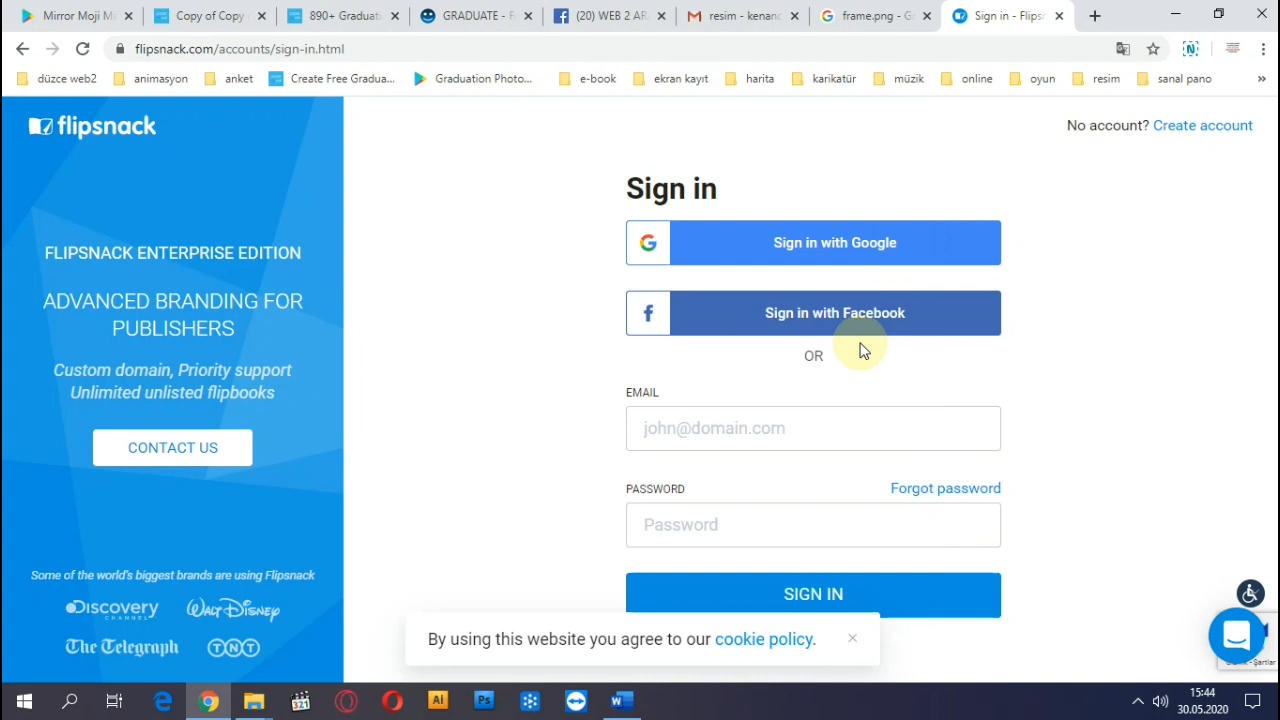 Mirror Moji M
Copy of Copy
890+ Graduat
GRADUATE - F
(20) WEB 2 AR
resim - kenanc
frame.png - G
Sign in - Flips
flipsnack.com/accounts/sign-in.html
düzce web2
animasyon
anket
Create Free Gradua...
Graduation Photo...
e-book
ekran kayıt
harita
karikatür
müzik
online
oyun
resim
sanal pano
flipsnack
No account? Create account
FLIPSNACK ENTERPRISE EDITION
ADVANCED BRANDING FOR
PUBLISHERS
Custom domain, Priority support
Unlimited unlisted flipbooks
CONTACT US
Some of the world's biggest brands are using Flipsnack
Discovery
CHANNEL
WALT DISNEY
The Telegraph
TNT
Sign in
Sign in with Google
Sign in with Facebook
OR
EMAIL
john@domain.com
PASSWORD
Forgot password
Password
SIGN IN
By using this website you agree to our cookie policy.
Şartlar
321
Ai
Ps
15:44
30.05.2020